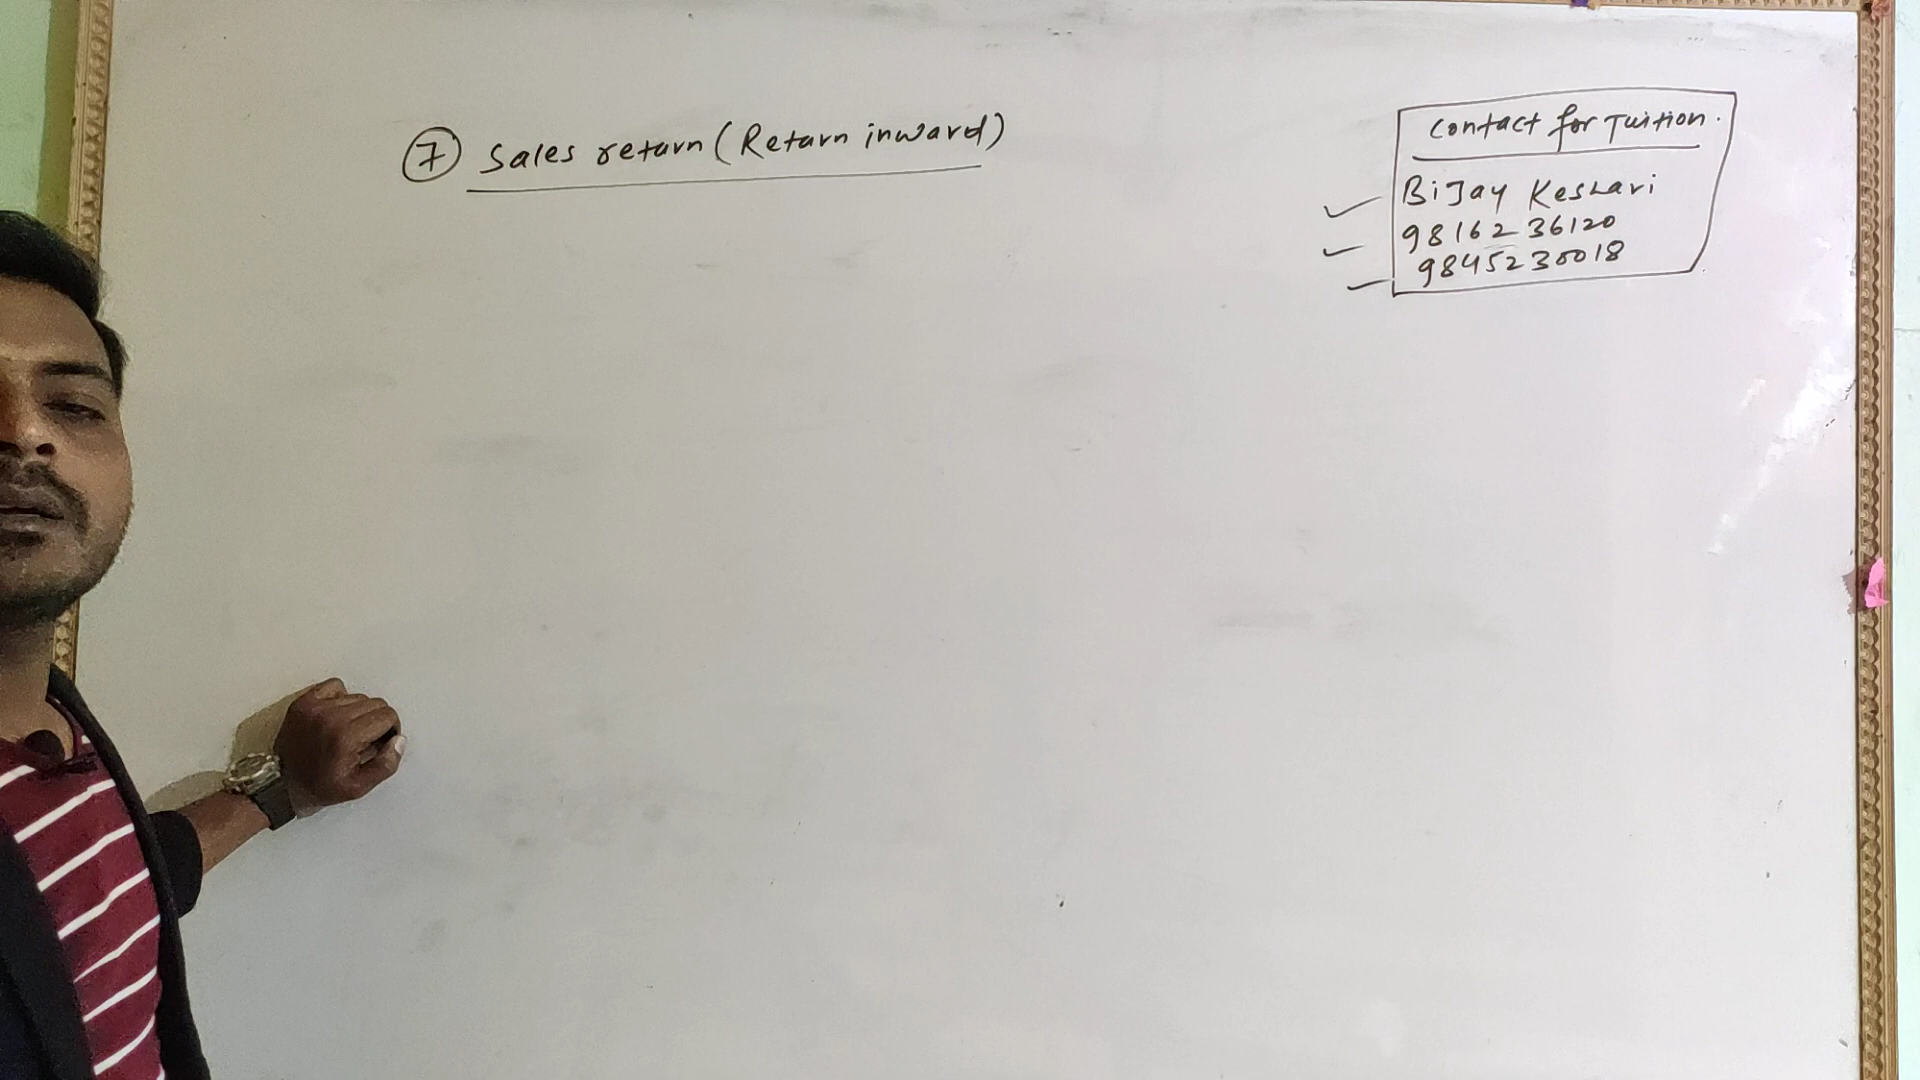 7 Sales return (Return inward)
Contact for Tuition.
BiJay Keshari
9816236120
9845230018